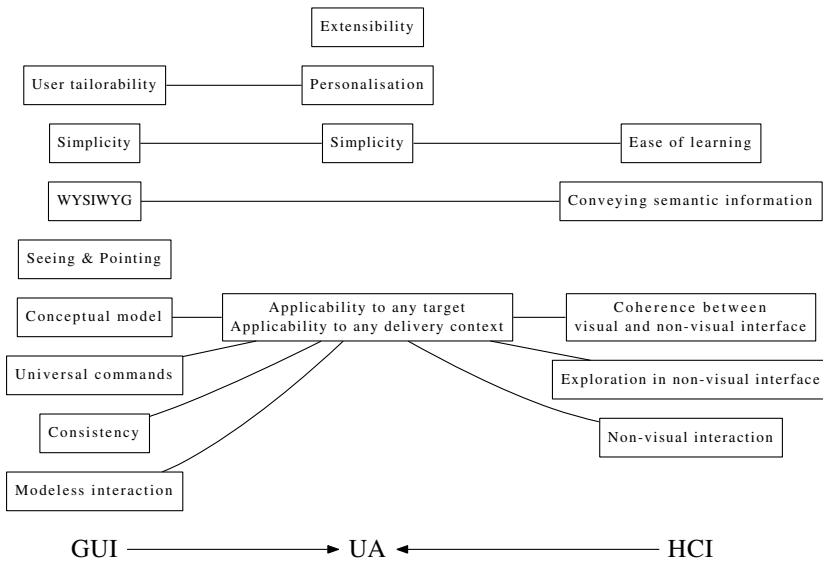 Extensibility
User tailorability
Personalisation
Simplicity
Simplicity
Ease of learning
WYSIWYG
Conveying semantic information
Seeing & Pointing
Conceptual model
Applicability to any target
Applicability to any delivery context
Coherence between
visual and non-visual interface
Universal commands
Exploration in non-visual interface
Consistency
Non-visual interaction
Modeless interaction
GUI
UA
HCI